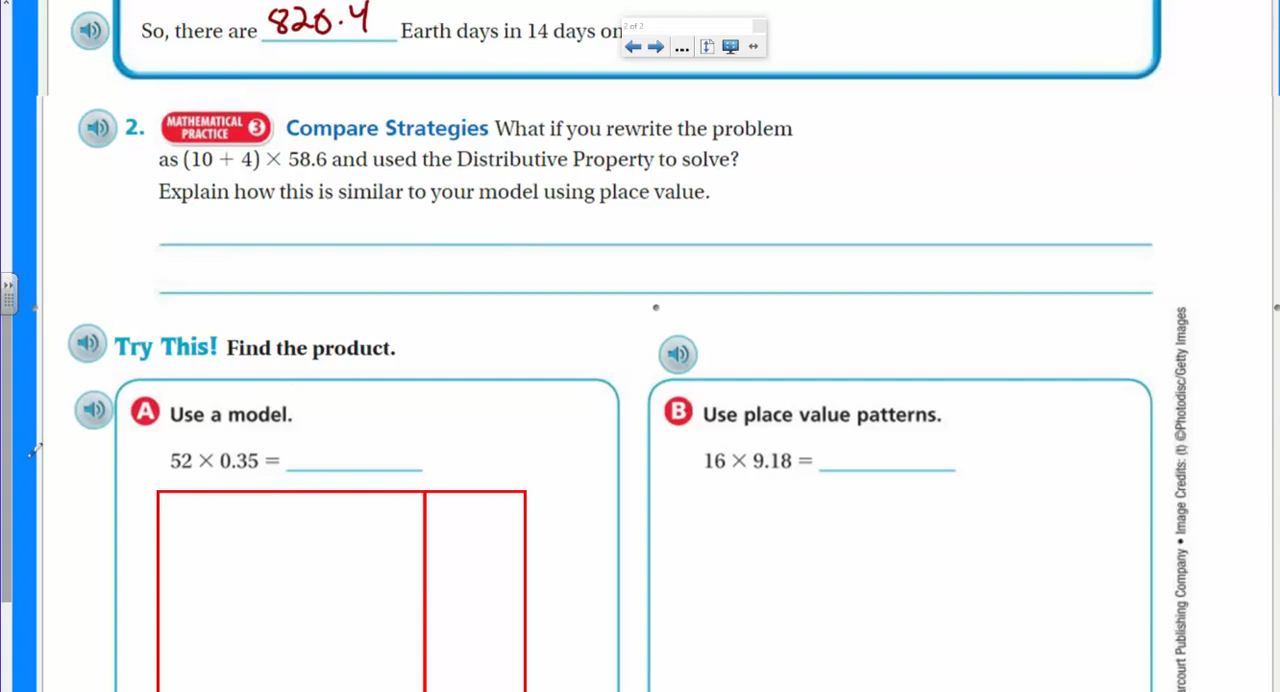 So, there are 820.4 Earth days in 14 days on
2 of 2
2. MATHEMATICAL PRACTICE 3 Compare Strategies What if you rewrite the problem
as (10 + 4) × 58.6 and used the Distributive Property to solve?
Explain how this is similar to your model using place value.
Try This! Find the product.
A Use a model.
52 × 0.35 =
B Use place value patterns.
16 × 9.18 =
arcourt Publishing Company • Image Credits: (t) ©Photodisc/Getty Images